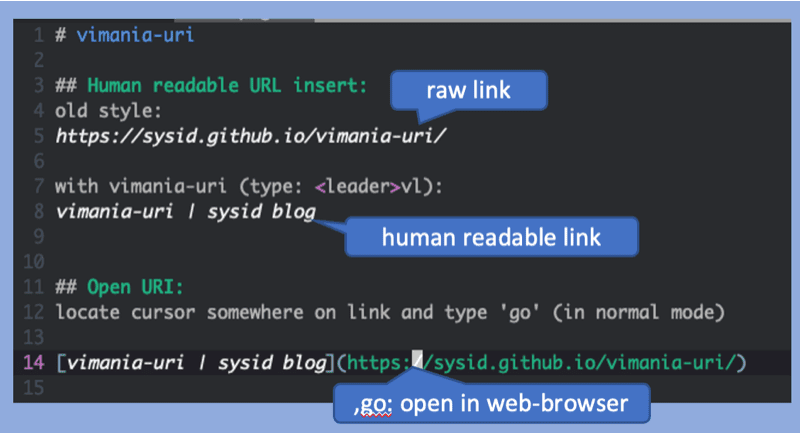 1 # vimania-uri
2
3 ## Human readable URL insert:
raw link
4 old style:
5 https://sysid.github.io/vimania-uri/
6
7 with vimania-uri (type: <leader>vl):
8 vimania-uri | sysid blog
9
human readable link
10
11 ## Open URI:
12 locate cursor somewhere on link and type 'go' (in normal mode)
13
14 [vimania-uri | sysid blog](https://sysid.github.io/vimania-uri/)
15
,go: open in web-browser